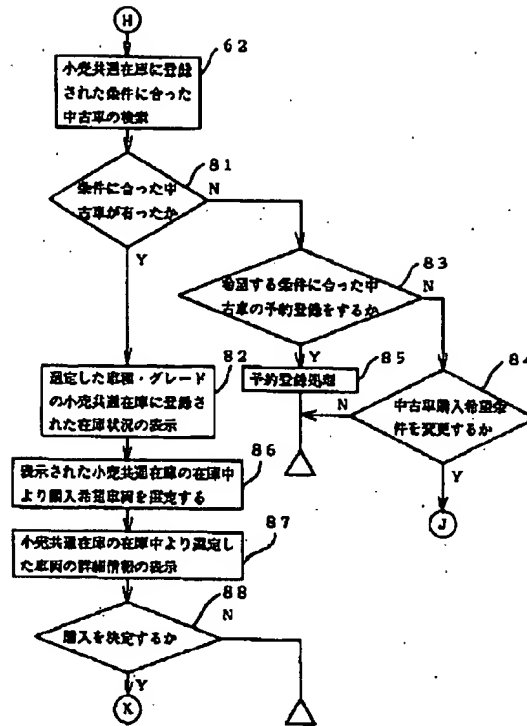 H
62
小売共通在庫に登録
された条件に合った
中古車の検索
81
条件に合った中
古車が有ったか
N
Y
83
希望する条件に合った中
古車の予約登録をするか
N
Y
82
選定した車種・グレード
の小売共通在庫に登録され
た在庫状況の表示
85
予約登録処理
84
中古車購入希望条
件を変更するか
N
Y
J
86
表示された小売共通在庫の在庫中
より購入希望車両を選定する
87
小売共通在庫の在庫中より選定し
た車両の詳細情報の表示
88
購入を決定するか
N
Y
K